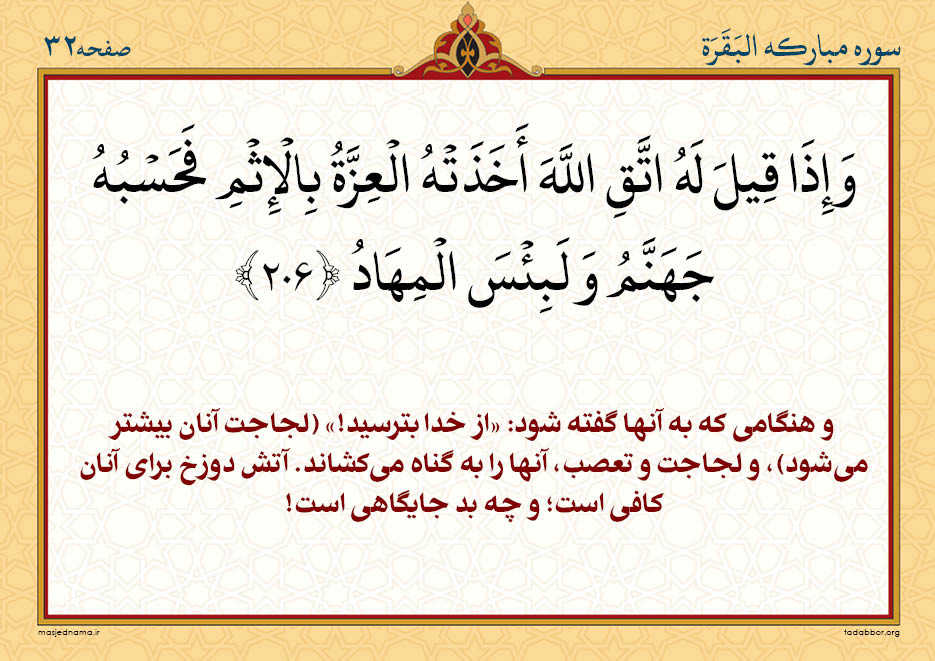 سوره مبارکه البَقَرَة
صفحه ۳۲
وَإِذَا قِيلَ لَهُ اتَّقِ اللَّهَ أَخَذَتْهُ الْعِزَّةُ بِالْإِثْمِ فَحَسْبُهُ
جَهَنَّمُ وَلَبِئْسَ الْمِهَادُ ﴿۲۰۶﴾
و هنگامی که به آنها گفته شود: «از خدا بترسید!» (لجاجت آنان بیشتر
می‌شود)، و لجاجت و تعصب، آنها را به گناه می‌کشاند. آتش دوزخ برای آنان
کافی است؛ و چه بد جایگاهی است!
masjednama.ir
tadabbor.org